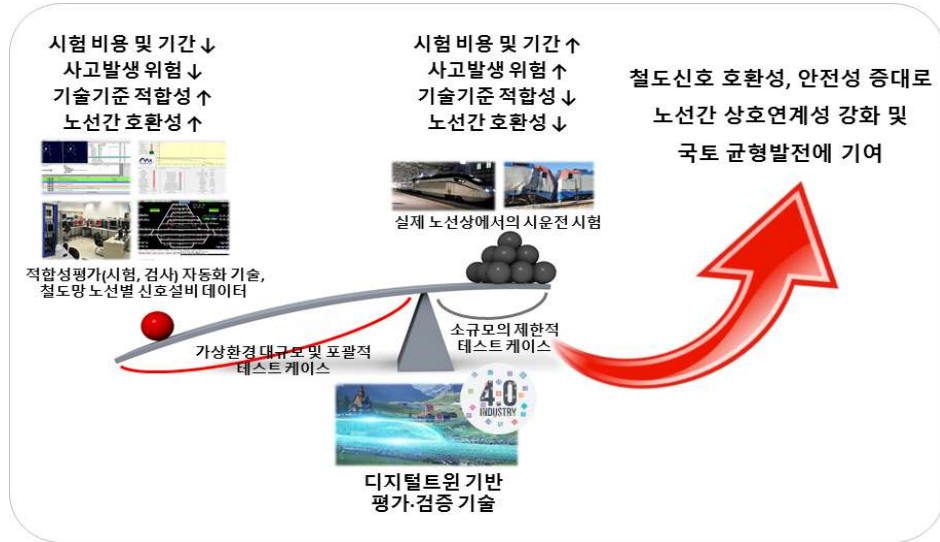 시험 비용 및 기간 ↓
사고발생 위험 ↓
기술기준 적합성 ↑
노선간 호환성 ↑
적합성평가(시험, 검사) 자동화 기술,
철도망 노선별 신호설비 데이터
시험 비용 및 기간 ↑
사고발생 위험 ↑
기술기준 적합성 ↓
노선간 호환성 ↓
실제 노선상에서의 시운전 시험
철도신호 호환성, 안전성 증대로
노선간 상호연계성 강화 및
국토 균형발전에 기여
가상환경 대규모 및 포괄적
테스트 케이스
소규모의 제한적
테스트 케이스
4.0
INDUSTRY
디지털트윈 기반
평가·검증 기술